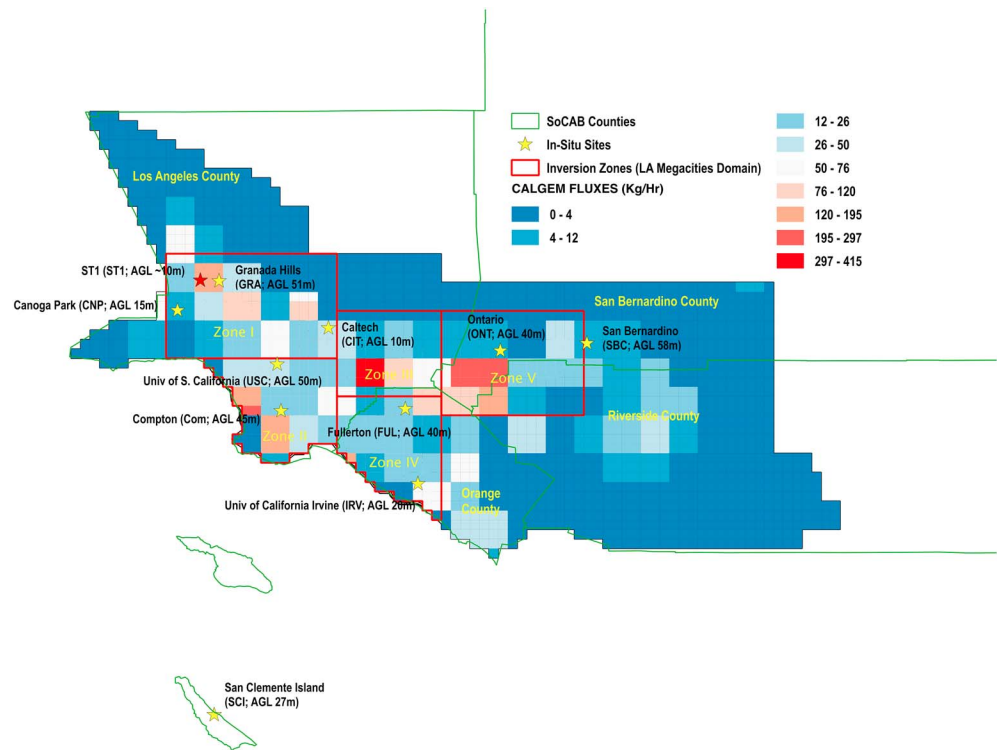 SoCAB Counties
In-Situ Sites
Inversion Zones (LA Megacities Domain)
CALGEM FLUXES (Kg/Hr)
0 - 4
4 - 12
12 - 26
26 - 50
50 - 76
76 - 120
120 - 195
195 - 297
297 - 415
Los Angeles County
ST1 (ST1; AGL ~10m)
Granada Hills
(GRA; AGL 51m)
Canoga Park (CNP; AGL 15m)
Zone I
Caltech
(CIT; AGL 10m)
Ontario
(ONT; AGL 40m)
San Bernardino County
San Bernardino
(SBC; AGL 58m)
Univ of S. California (USC; AGL 50m)
Zone III
Zone V
Compton (Com; AGL 45m)
Zone II
Fullerton (FUL; AGL 40m)
Riverside County
Zone IV
Orange
County
Univ of California Irvine (IRV; AGL 20m)
San Clemente Island
(SCI; AGL 27m)